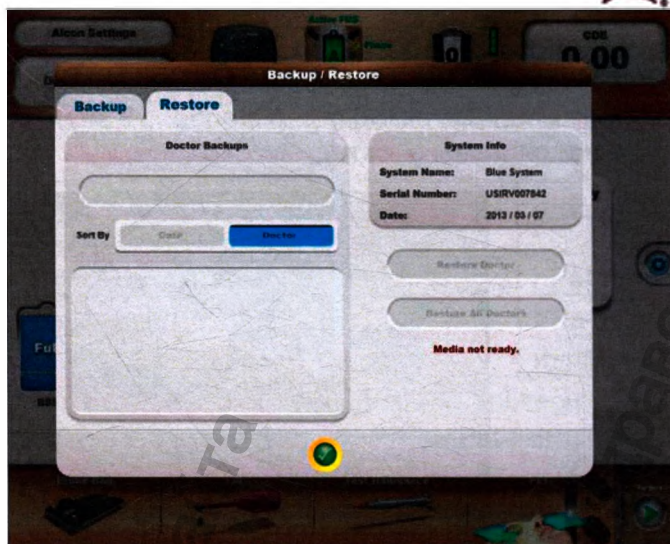 Alcon Settings
Active FMS
CDE
0.00
Backup / Restore
Backup
Restore
Doctor Backups
System Info
System Name: Blue System
Serial Number: USIRV007842
Date: 2013 / 03 / 07
Sort By
Date
Doctor
Restore Doctor
Restore All Doctors
Media not ready.